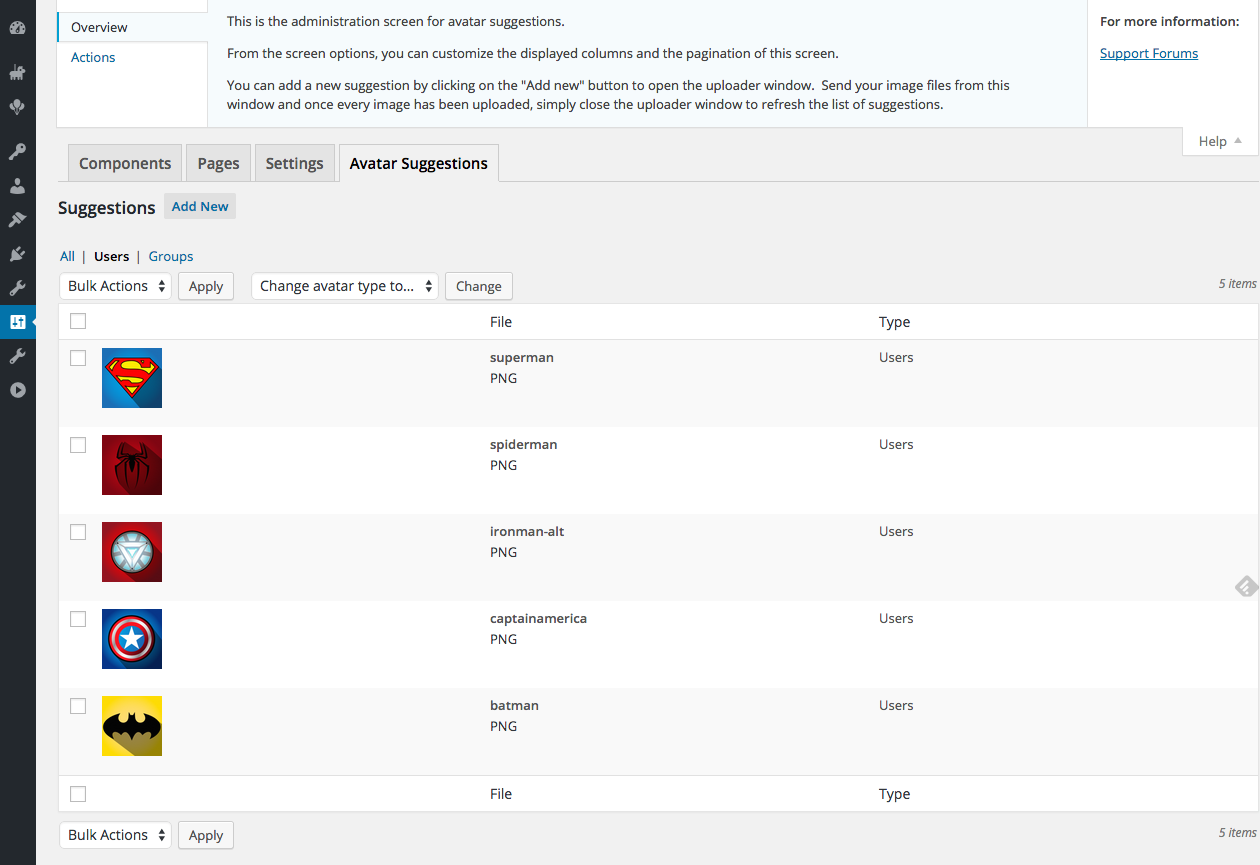 Overview
Actions
This is the administration screen for avatar suggestions.
From the screen options, you can customize the displayed columns and the pagination of this screen.
You can add a new suggestion by clicking on the "Add new" button to open the uploader window.  Send your image files from this
window and once every image has been uploaded, simply close the uploader window to refresh the list of suggestions.
For more information:
Support Forums
Help
Components Pages Settings Avatar Suggestions
Suggestions Add New
All | Users | Groups
Bulk Actions Apply Change avatar type to... Change 5 items
File Type
superman Users
PNG
spiderman Users
PNG
ironman-alt Users
PNG
captainamerica Users
PNG
batman Users
PNG
File Type
Bulk Actions Apply 5 items